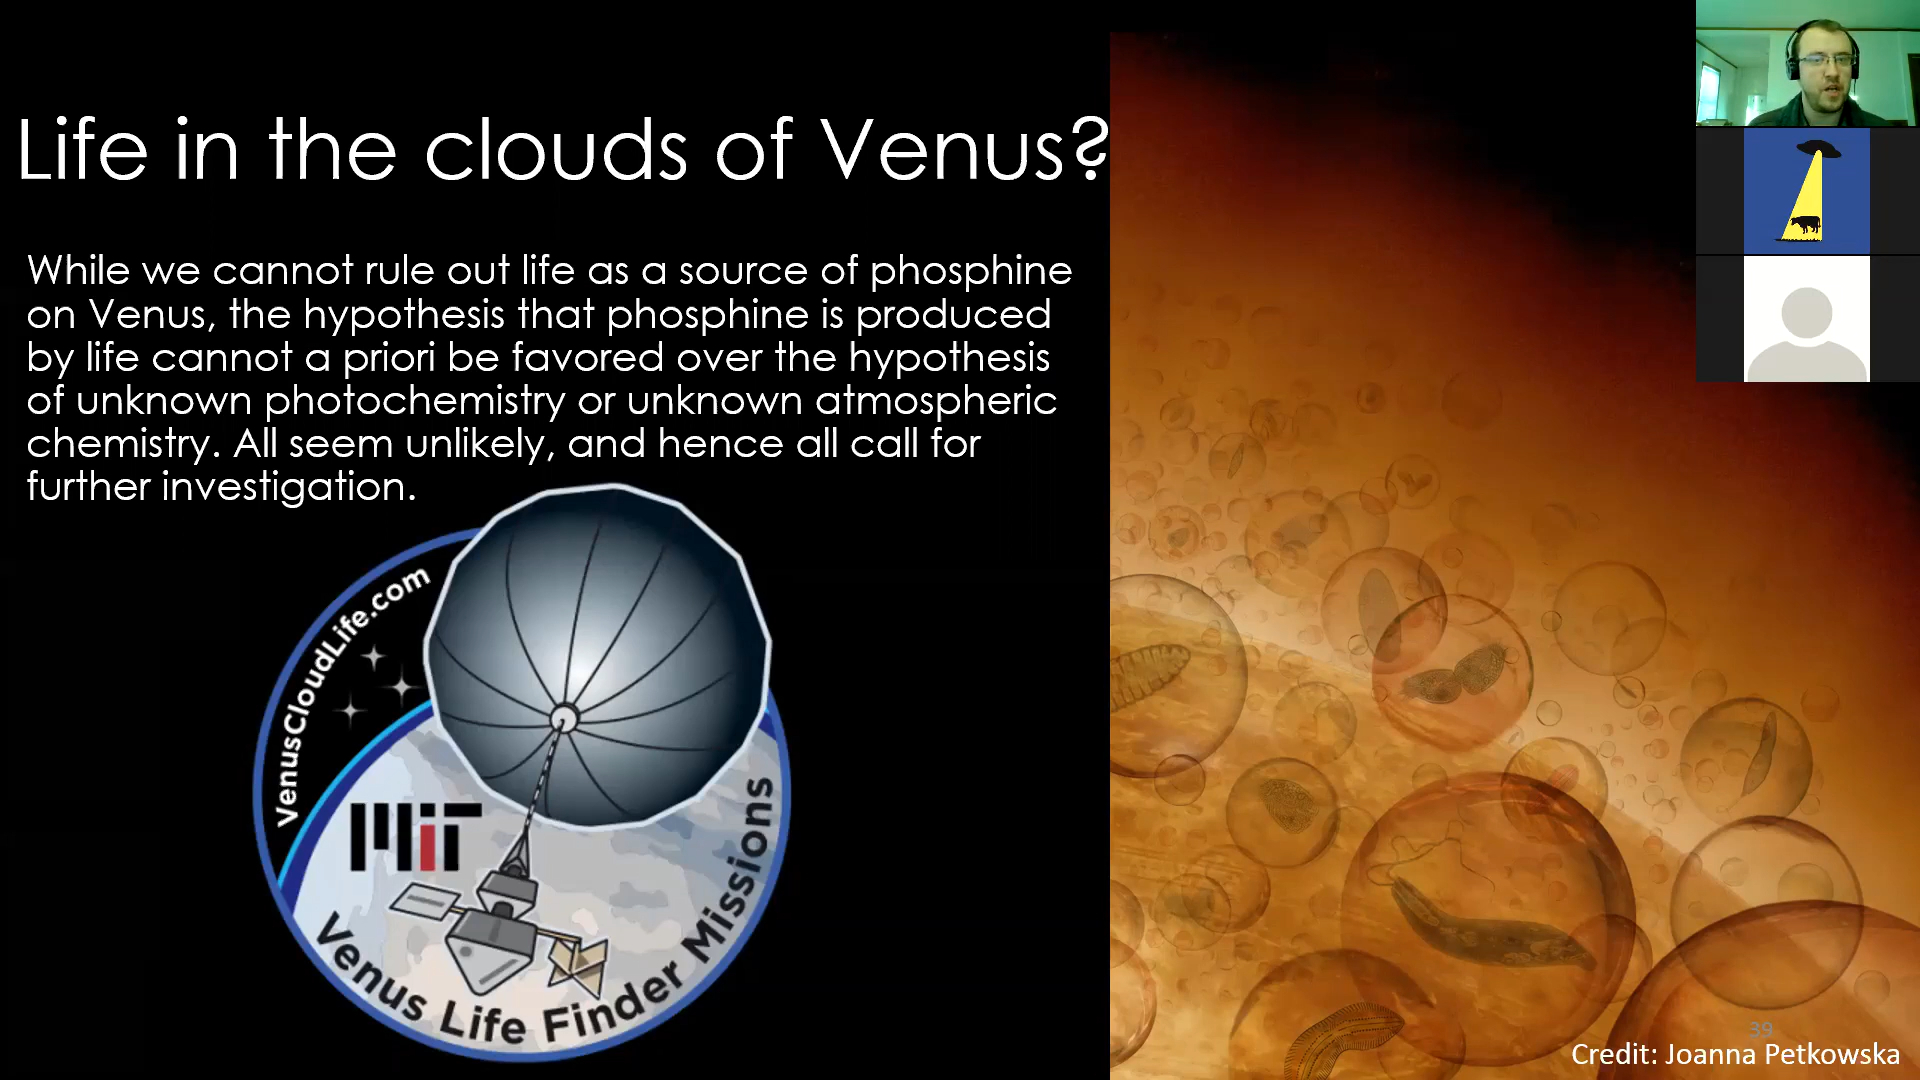 Life in the clouds of Venus?
While we cannot rule out life as a source of phosphine
on Venus, the hypothesis that phosphine is produced
by life cannot a priori be favored over the hypothesis
of unknown photochemistry or unknown atmospheric
chemistry. All seem unlikely, and hence all call for
further investigation.
VenusCloudLife.com
MIT
Venus Life Finder Missions
39
Credit: Joanna Petkowska